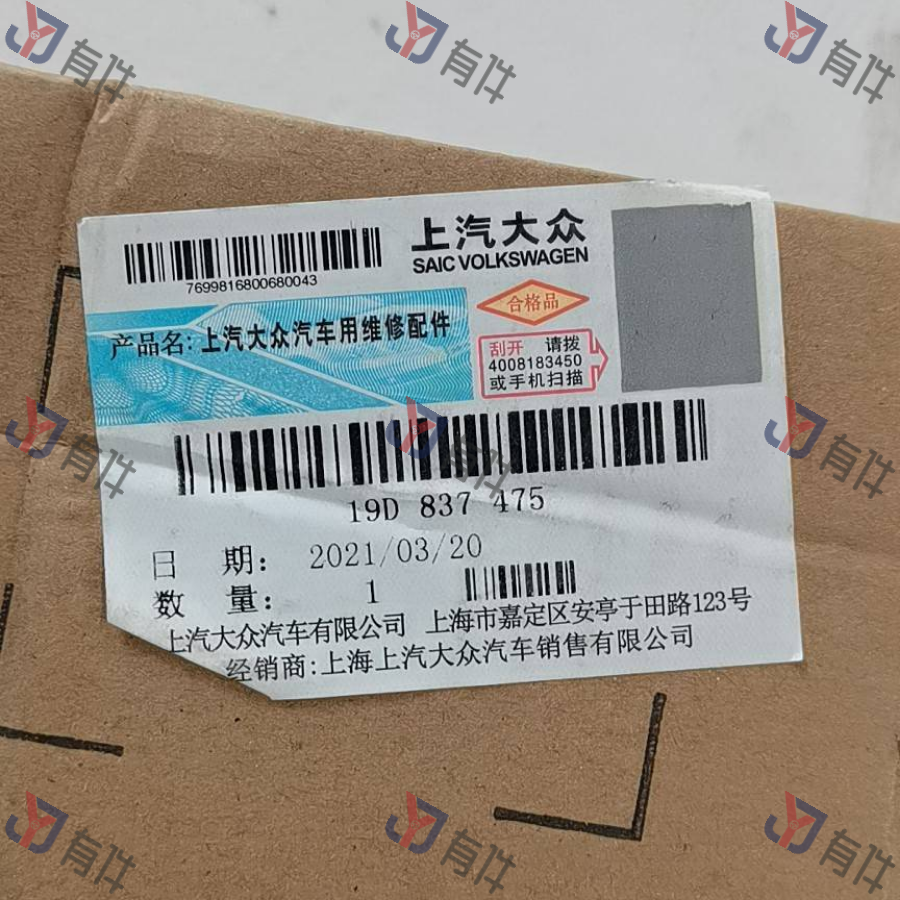 有件
有件
有件
上汽大众
SAIC VOLKSWAGEN
7699816800680043
合格品
产品名: 上汽大众汽车用维修配件
刮开 请拨
4008183450
或手机扫描
有件
有件
有件
19D 837 475
日 期: 2021/03/20
数 量: 1
上汽大众汽车有限公司 上海市嘉定区安亭于田路123号
经销商:上海上汽大众汽车销售有限公司
有件
有件
有件